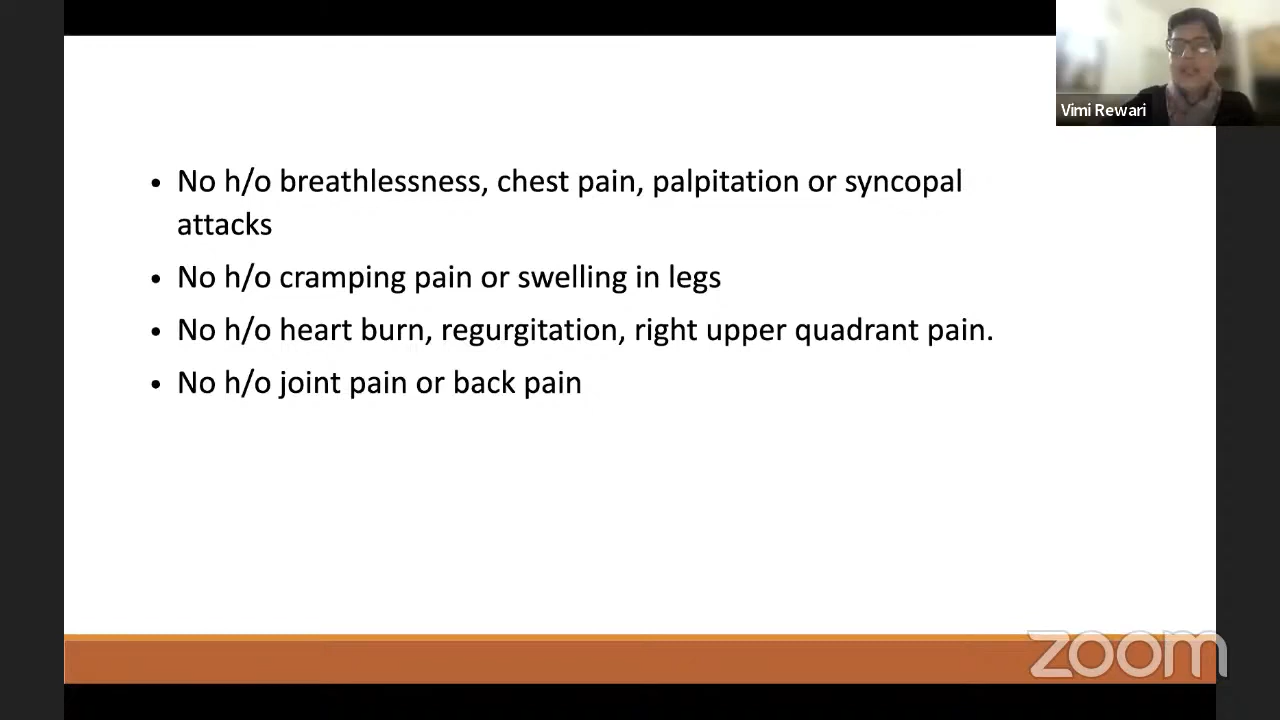 Vimi Rewari
• No h/o breathlessness, chest pain, palpitation or syncopal
attacks
• No h/o cramping pain or swelling in legs
• No h/o heart burn, regurgitation, right upper quadrant pain.
• No h/o joint pain or back pain
zoom